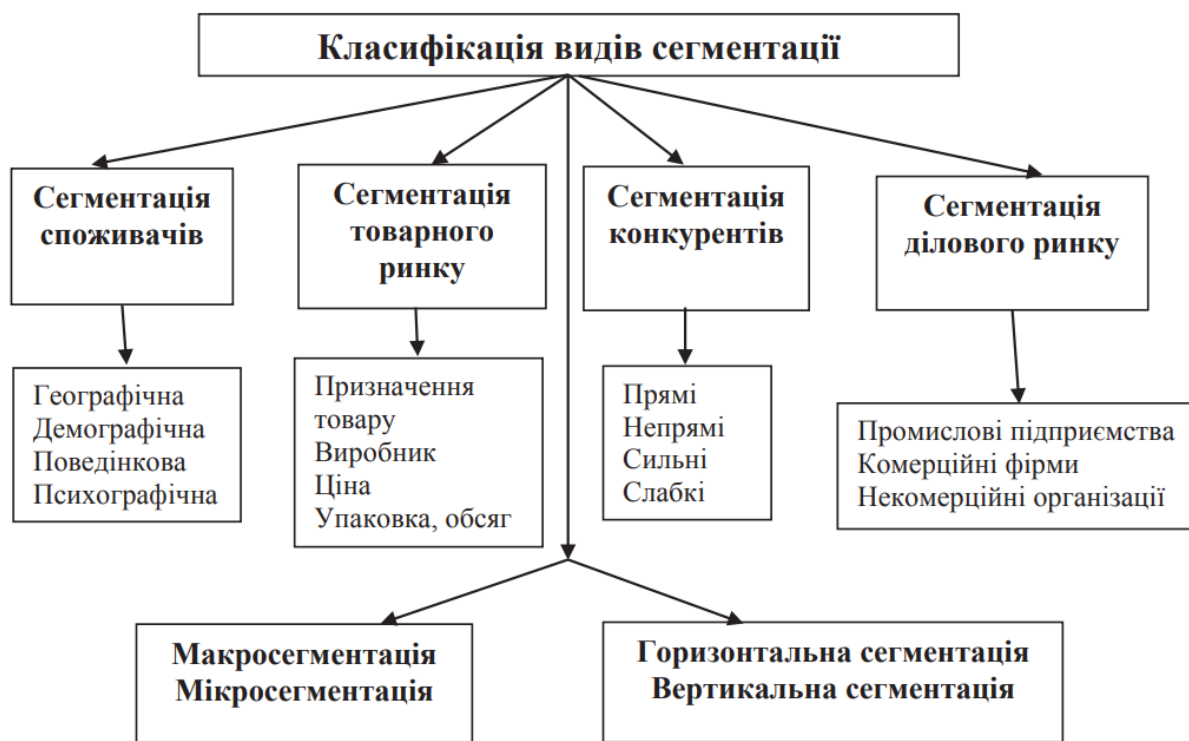 Класифікація видів сегментації
Сегментація
споживачів
Сегментація
товарного
ринку
Сегментація
конкурентів
Сегментація
ділового ринку
Географічна
Демографічна
Поведінкова
Психографічна
Призначення
товару
Виробник
Ціна
Упаковка, обсяг
Прямі
Непрямі
Сильні
Слабкі
Промислові підприємства
Комерційні фірми
Некомерційні організації
Макросегментація
Мікросегментація
Горизонтальна сегментація
Вертикальна сегментація